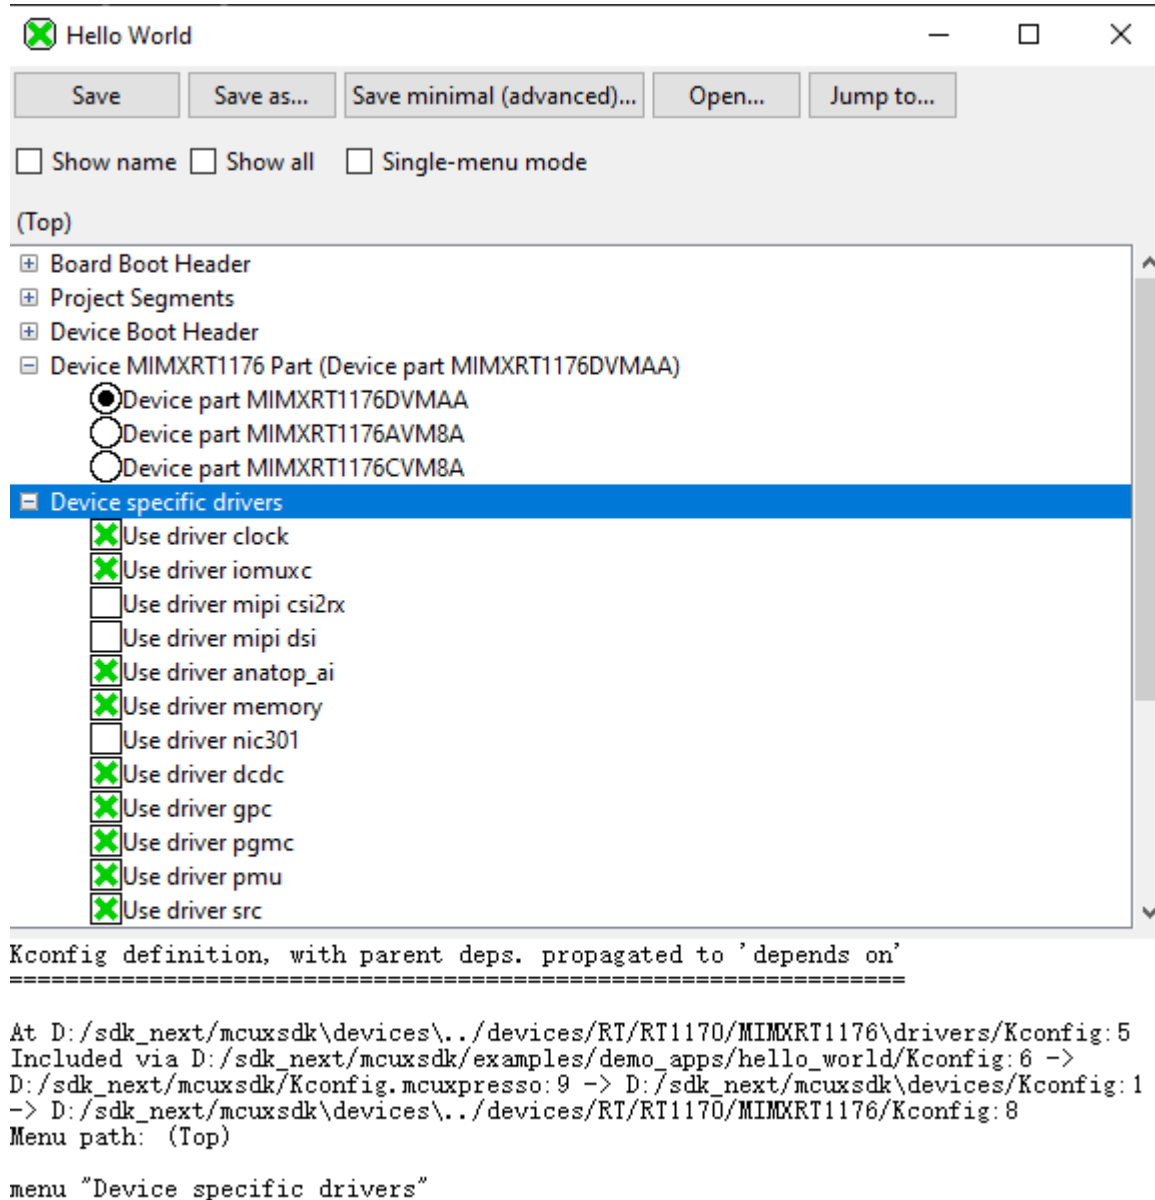 Hello World
Save Save as... Save minimal (advanced)... Open... Jump to...
Show name Show all Single-menu mode
(Top)
Board Boot Header
Project Segments
Device Boot Header
Device MIMXRT1176 Part (Device part MIMXRT1176DVMAA)
Device part MIMXRT1176DVMAA
Device part MIMXRT1176AVM8A
Device part MIMXRT1176CVM8A
Device specific drivers
Use driver clock
Use driver iomuxc
Use driver mipi csi2rx
Use driver mipi dsi
Use driver anatop_ai
Use driver memory
Use driver nic301
Use driver dcdc
Use driver gpc
Use driver pgmc
Use driver pmu
Use driver src
Kconfig definition, with parent deps. propagated to 'depends on'
================================================================
At D:/sdk_next/mcuxsdk\devices\../devices/RT/RT1170/MIMXRT1176\drivers/Kconfig:5
Included via D:/sdk_next/mcuxsdk/examples/demo_apps/hello_world/Kconfig:6 ->
D:/sdk_next/mcuxsdk/Kconfig.mcuxpresso:9 -> D:/sdk_next/mcuxsdk\devices/Kconfig:1
-> D:/sdk_next/mcuxsdk\devices\../devices/RT/RT1170/MIMXRT1176/Kconfig:8
Menu path: (Top)
menu "Device specific drivers"